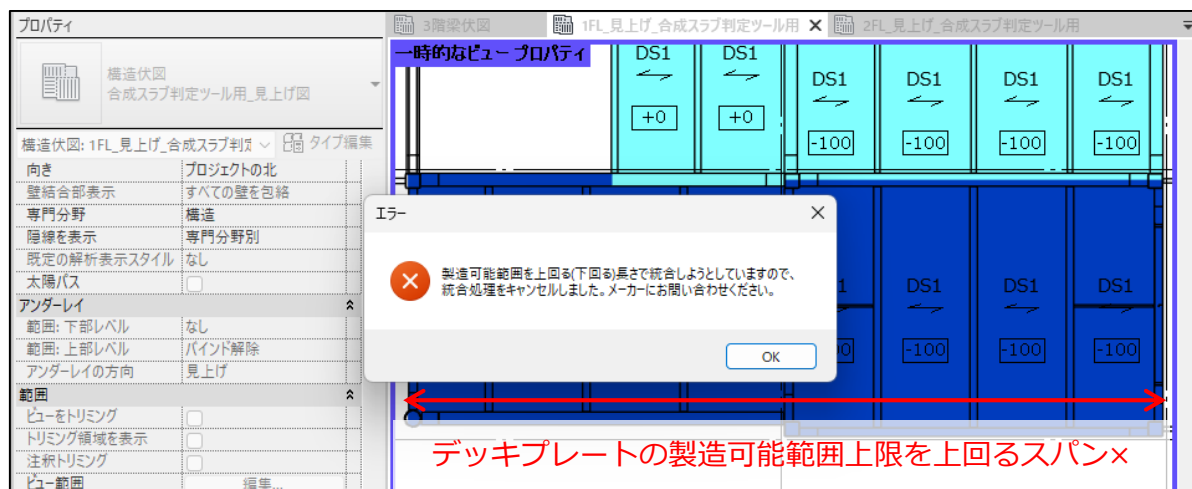 プロパティ
3階梁伏図
1FL_見上げ_合成スラブ判定ツール用
2FL_見上げ_合成スラブ判定ツール用
構造伏図
合成スラブ判定ツール用_見上げ図
構造伏図: 1FL_見上げ_合成スラブ判定
タイプ編集
向き
プロジェクトの北
壁結合部表示
すべての壁を包絡
専門分野
構造
隠線を表示
専門分野別
既定の解析表示スタイル
なし
太陽パス
アンダーレイ
範囲: 下部レベル
なし
範囲: 上部レベル
バインド解除
アンダーレイの方向
見上げ
範囲
ビューをトリミング
トリミング領域を表示
注釈トリミング
ビュー範囲
編集...
一時的なビュー プロパティ
DS1
DS1
DS1
DS1
DS1
DS1
+0
+0
-100
-100
-100
-100
エラー
製造可能範囲を上回る(下回る)長さで統合しようとしていますので、
統合処理をキャンセルしました。メーカーにお問い合わせください。
OK
1
DS1
DS1
DS1
0
-100
-100
-100
デッキプレートの製造可能範囲上限を上回るスパン×